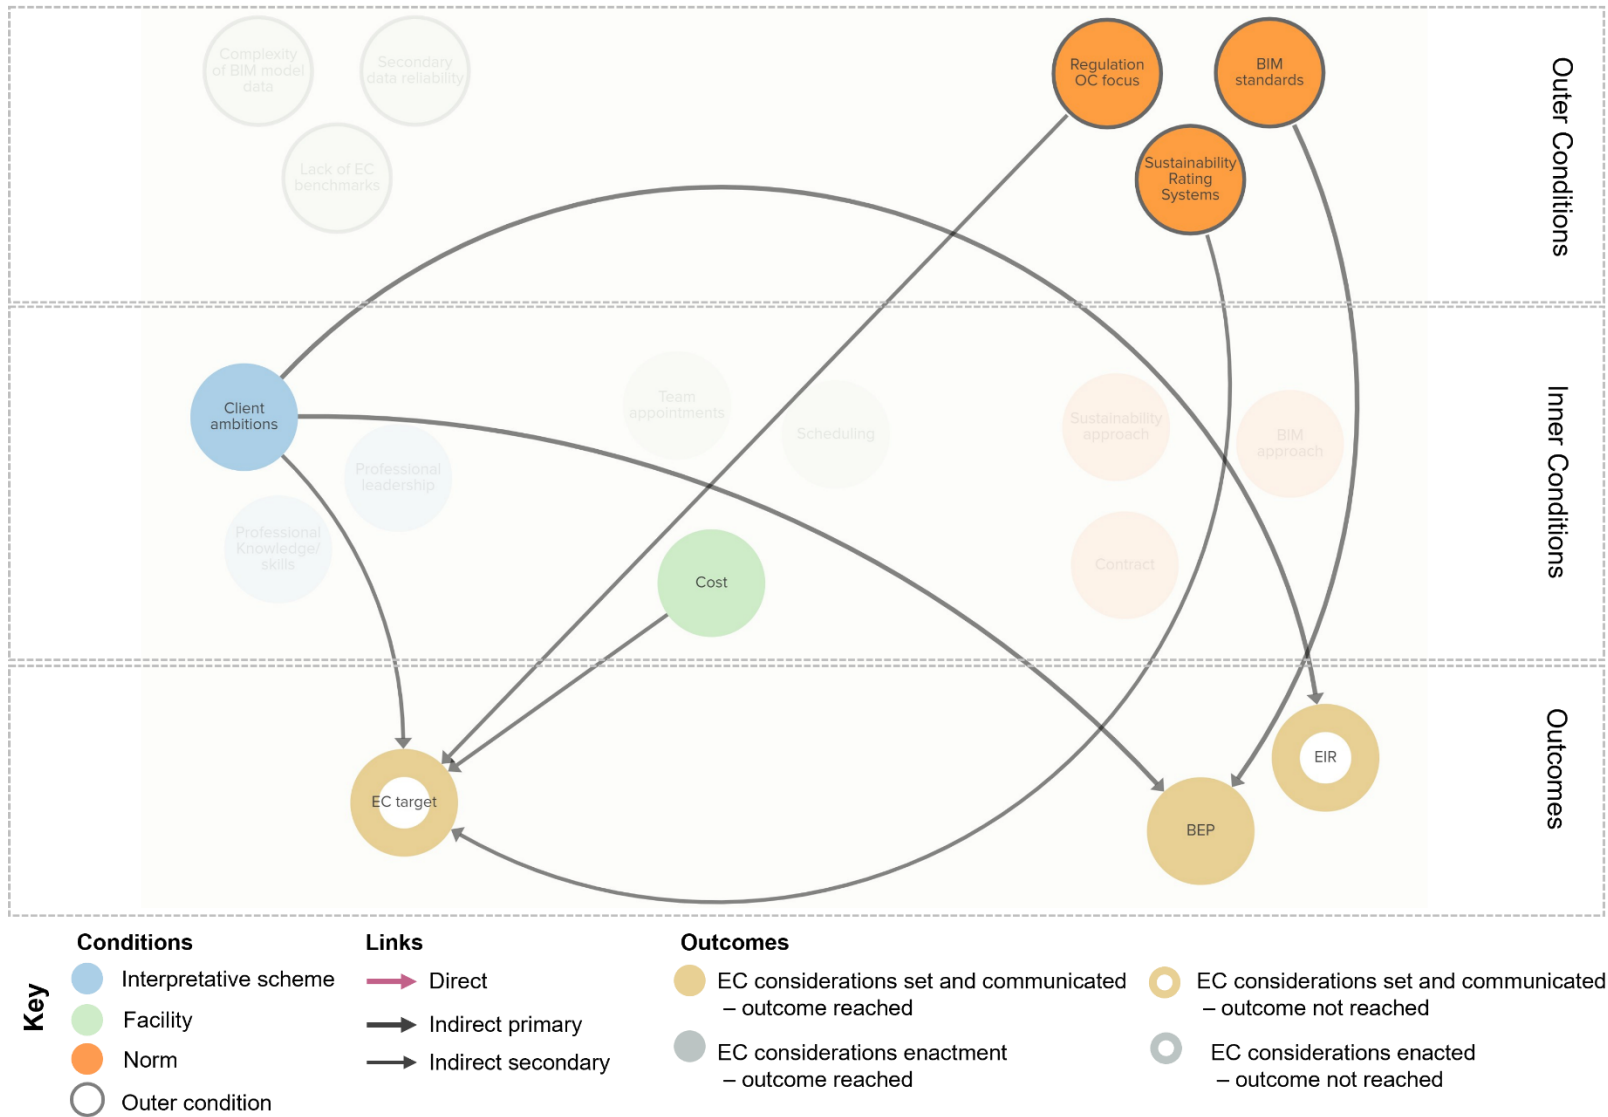 Complexity
of BIM model
data
Secondary
data reliability
Lack of EC
benchmarks
Regulation
OC focus
BIM
standards
Sustainability
Rating
Systems
Outer Conditions
Client
ambitions
Professional
leadership
Professional
Knowledge/
skills
Team
appointments
Scheduling
Cost
Sustainability
approach
BIM
approach
Contract
Inner Conditions
EC target
BEP
EIR
Outcomes
Key
Conditions
Interpretative scheme
Facility
Norm
Outer condition
Links
Direct
Indirect primary
Indirect secondary
Outcomes
EC considerations set and communicated
– outcome reached
EC considerations enactment
– outcome reached
EC considerations set and communicated
– outcome not reached
EC considerations enacted
– outcome not reached